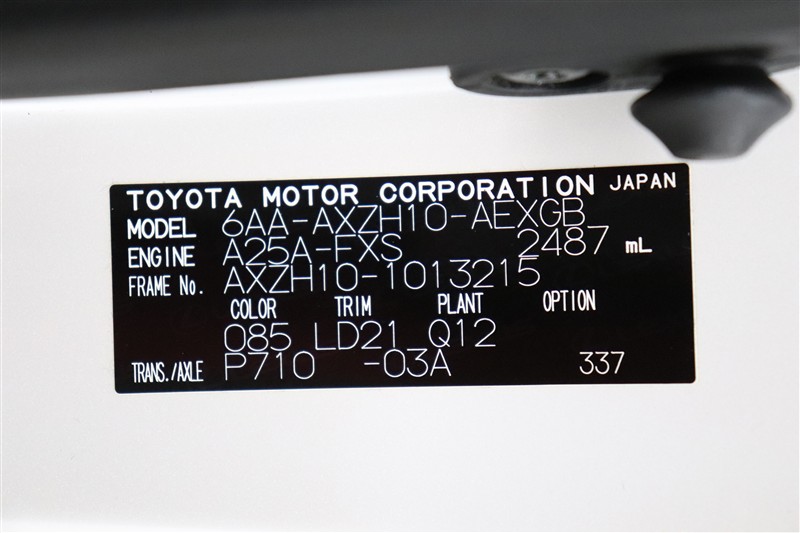 TOYOTA MOTOR CORPORATION JAPAN
MODEL 6AA-AXZH10-AEXGB
ENGINE A25A-FXS 2487 mL
FRAME No. AXZH10-1013215
COLOR TRIM PLANT OPTION
085 LD21 Q12
TRANS./AXLE P710 -03A 337